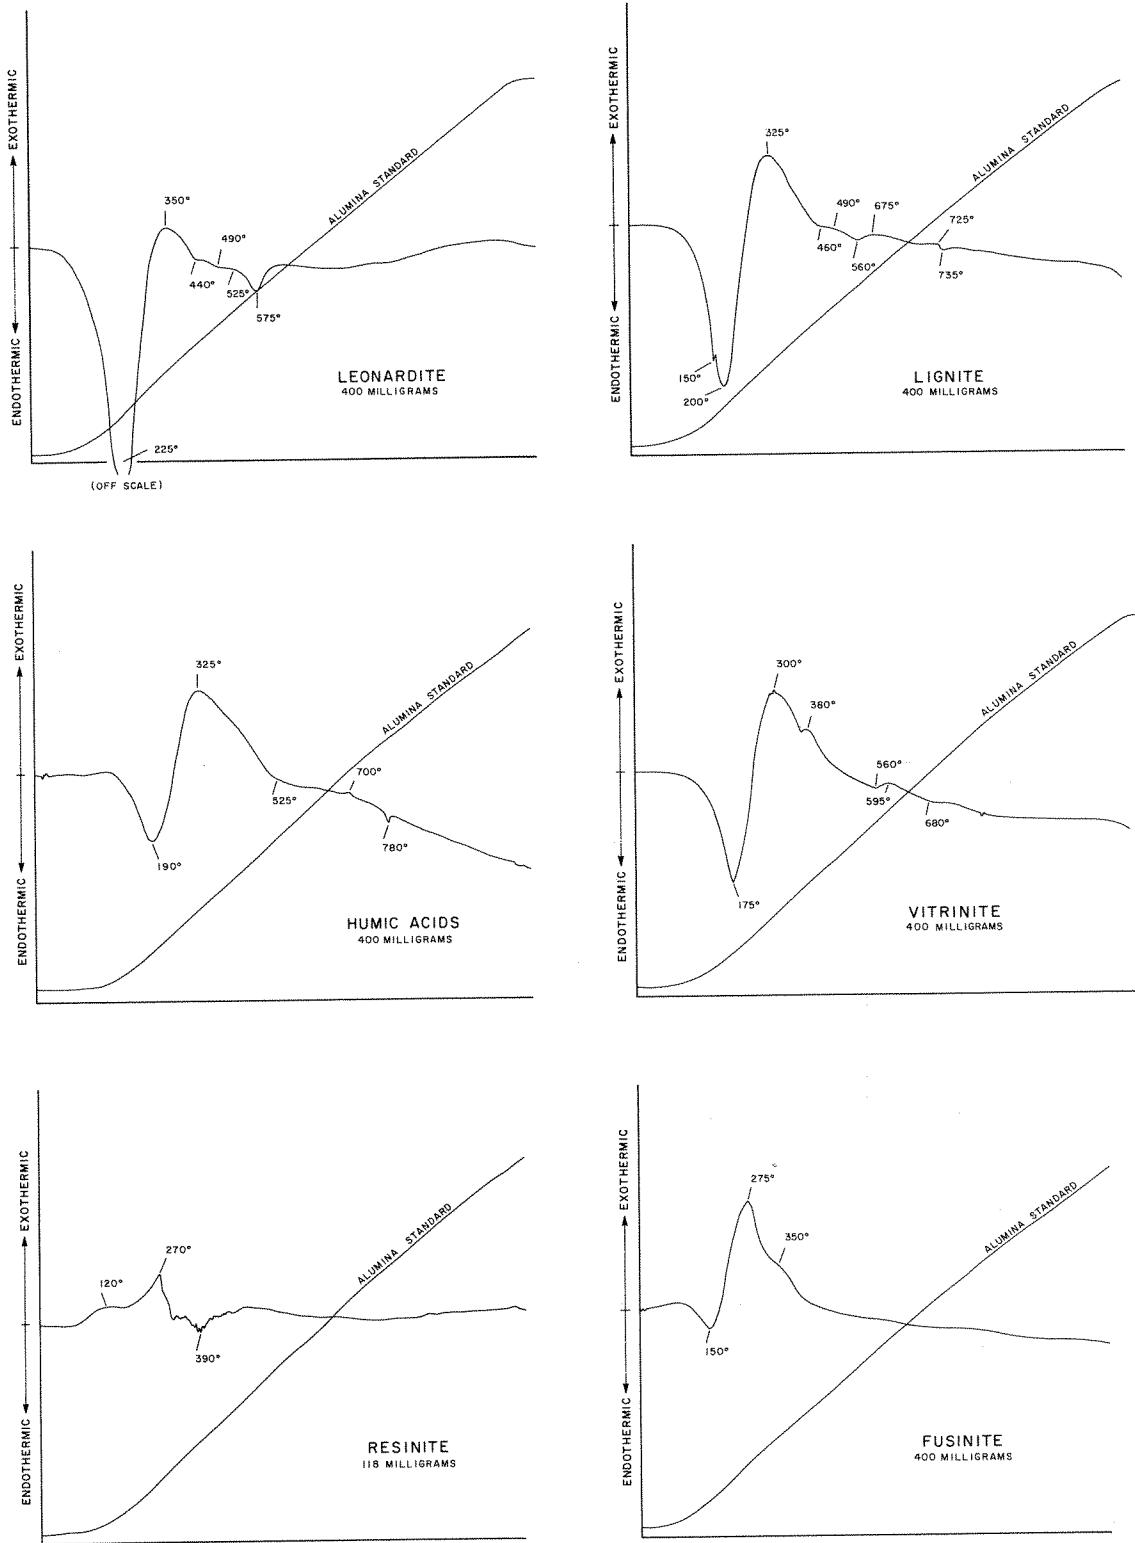 ENDOTHERMIC ◄─► EXOTHERMIC
350°
440°
490°
525°
575°
225°
(OFF SCALE)
ALUMINA STANDARD
LEONARDITE
400 MILLIGRAMS
ENDOTHERMIC ◄─► EXOTHERMIC
325°
150°
200°
460°
490°
560°
675°
725°
735°
ALUMINA STANDARD
LIGNITE
400 MILLIGRAMS
ENDOTHERMIC ◄─► EXOTHERMIC
325°
190°
525°
700°
780°
ALUMINA STANDARD
HUMIC ACIDS
400 MILLIGRAMS
ENDOTHERMIC ◄─► EXOTHERMIC
300°
360°
175°
560°
595°
680°
ALUMINA STANDARD
VITRINITE
400 MILLIGRAMS
ENDOTHERMIC ◄─► EXOTHERMIC
120°
270°
390°
ALUMINA STANDARD
RESINITE
118 MILLIGRAMS
ENDOTHERMIC ◄─► EXOTHERMIC
275°
350°
150°
ALUMINA STANDARD
FUSINITE
400 MILLIGRAMS